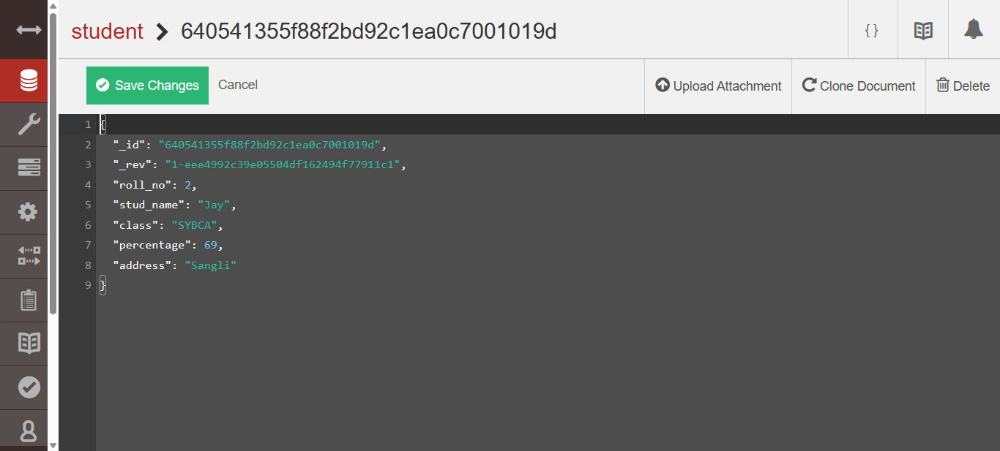 student 640541355f88f2bd92c1ea0c7001019d { }
Save Changes Cancel Upload Attachment Clone Document Delete
1 {
2 "_id": "640541355f88f2bd92c1ea0c7001019d",
3 "_rev": "1-eee4992c39e05504df162494f77911c1",
4 "roll_no": 2,
5 "stud_name": "Jay",
6 "class": "SYBCA",
7 "percentage": 69,
8 "address": "Sangli"
9 }